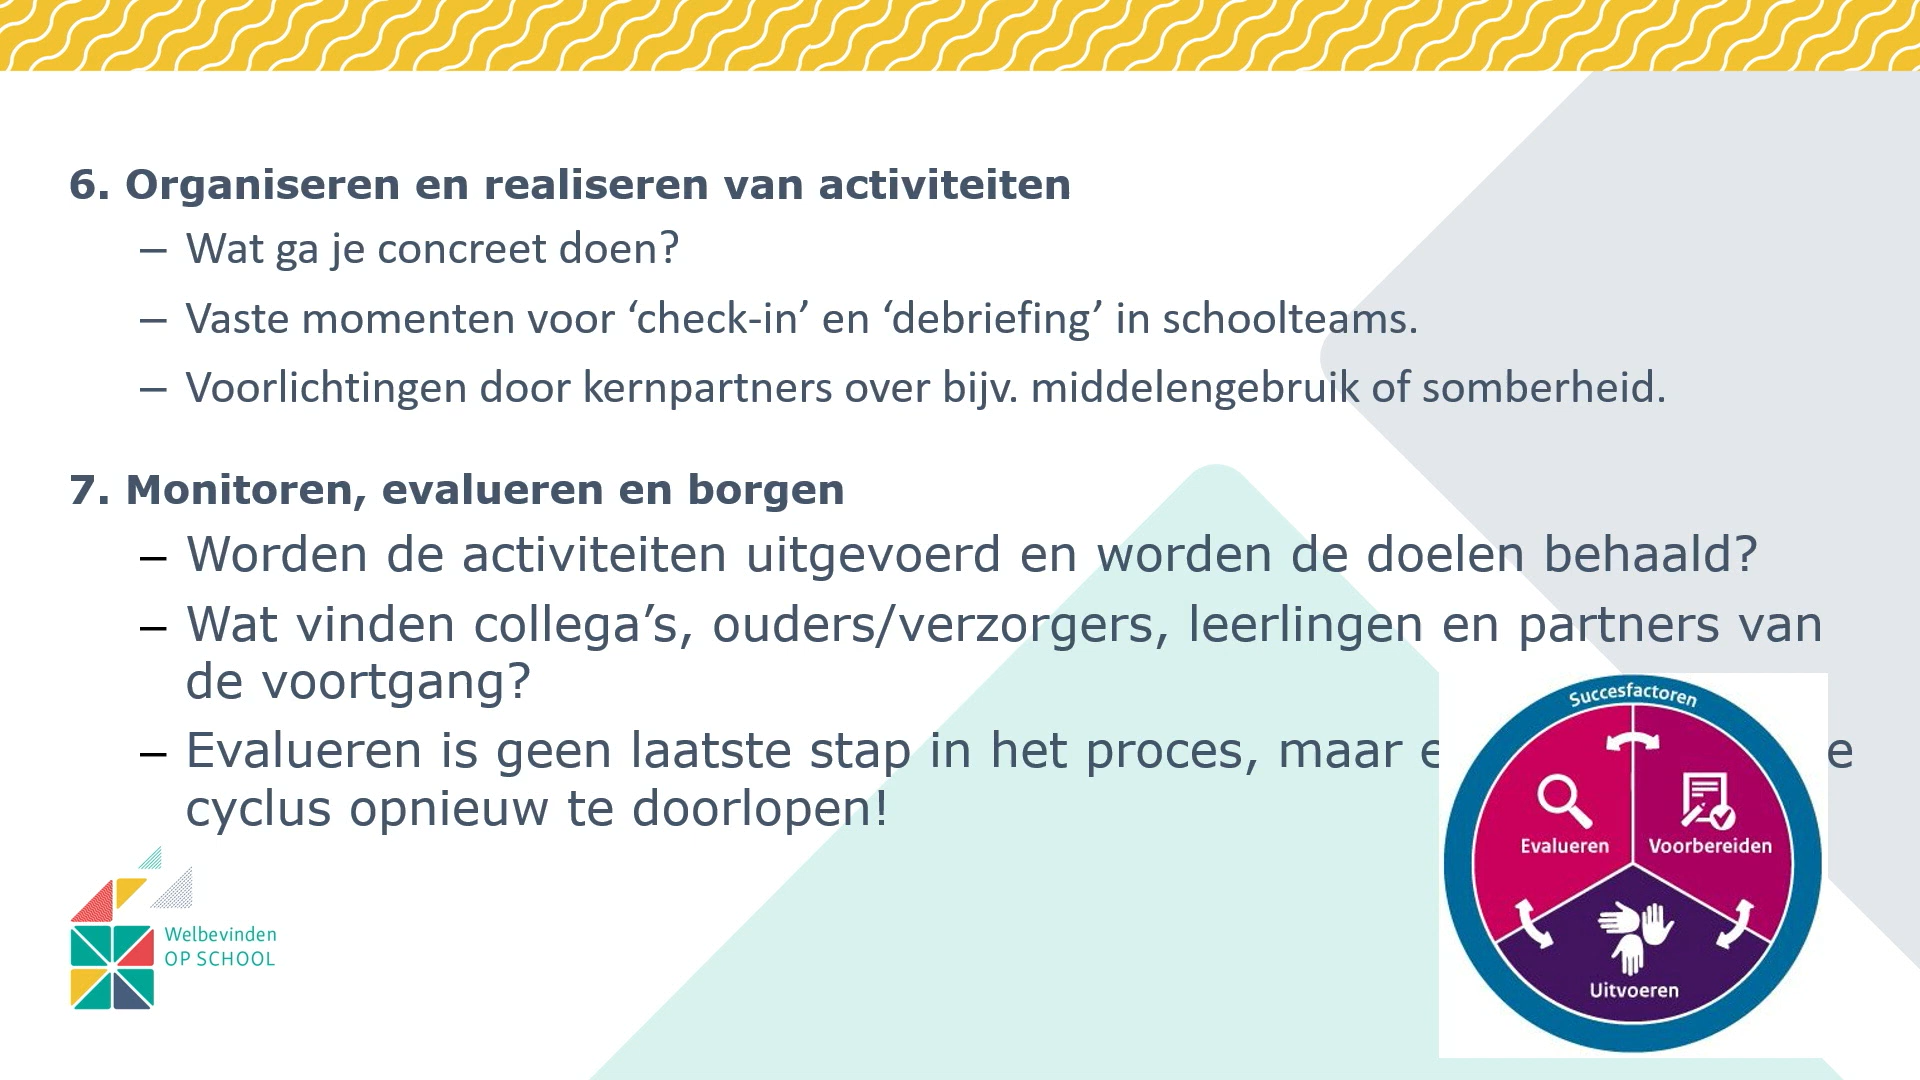 6. Organiseren en realiseren van activiteiten
– Wat ga je concreet doen?
– Vaste momenten voor ‘check-in’ en ‘debriefing’ in schoolteams.
– Voorlichtingen door kernpartners over bijv. middelengebruik of somberheid.
7. Monitoren, evalueren en borgen
– Worden de activiteiten uitgevoerd en worden de doelen behaald?
– Wat vinden collega’s, ouders/verzorgers, leerlingen en partners van
de voortgang?
– Evalueren is geen laatste stap in het proces, maar
cyclus opnieuw te doorlopen!
Succesfactoren
Evalueren
Voorbereiden
Uitvoeren
Welbevinden
OP SCHOOL